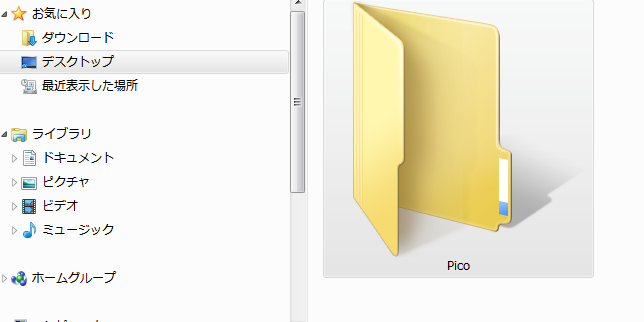 お気に入り
ダウンロード
デスクトップ
最近表示した場所
ライブラリ
ドキュメント
ピクチャ
ビデオ
ミュージック
ホームグループ
Pico